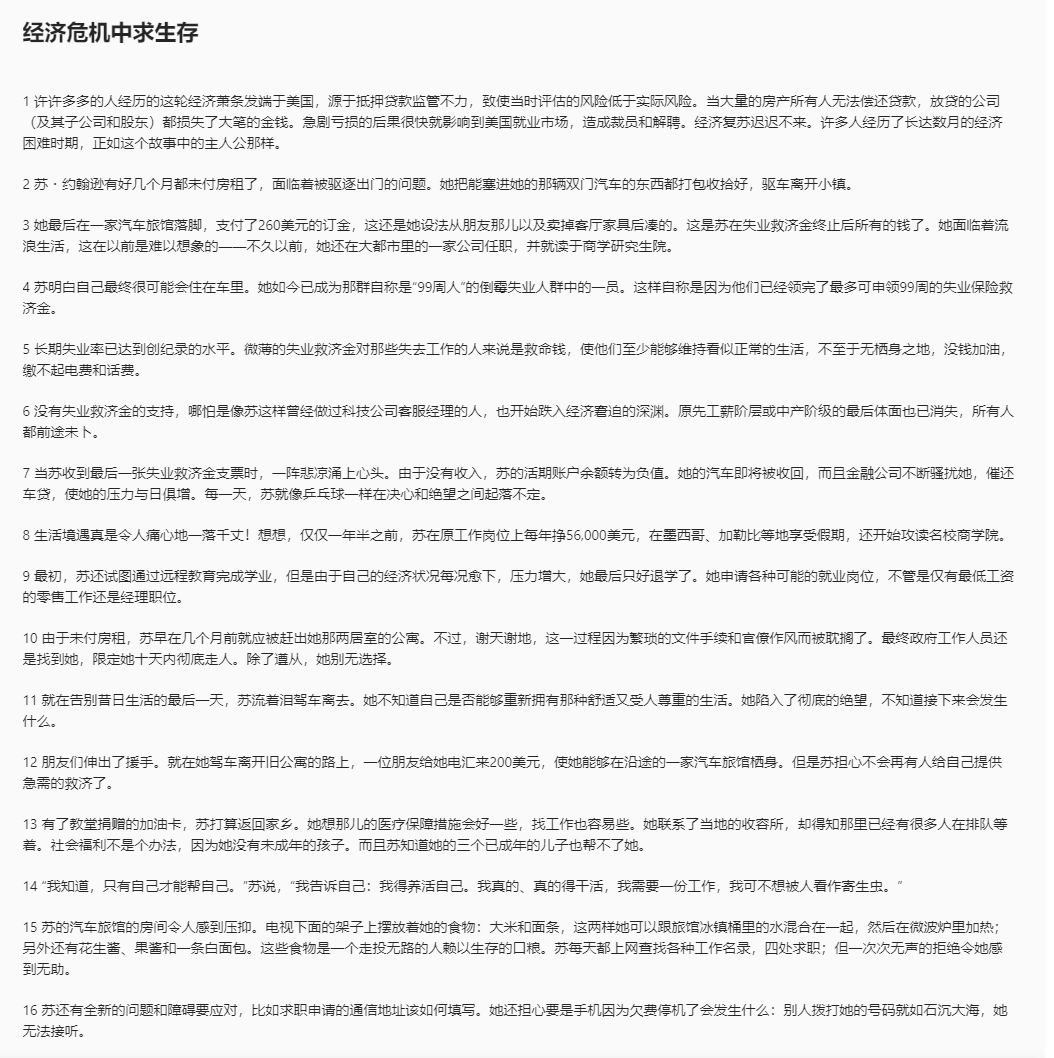 经济危机中求生存
1 许许多多的人经历的这轮经济萧条发端于美国，源于抵押贷款监管不力，致使当时评估的风险低于实际风险。当大量的房产所有人无法偿还贷款，放贷的公司
（及其子公司和股东）都损失了大笔的金钱。急剧亏损的后果很快就影响到美国就业市场，造成裁员和解聘。经济复苏迟迟不来。许多人经历了长达数月的经济
困难时期，正如这个故事中的主人公那样。
2 苏・约翰逊有好几个月都未付房租了，面临着被驱逐出门的问题。她把能塞进她的那辆双门汽车的东西都打包收拾好，驱车离开小镇。
3 她最后在一家汽车旅馆落脚，支付了260美元的订金，这还是她设法从朋友那儿以及卖掉客厅家具后凑的。这是苏在失业救济金终止后所有的钱了。她面临着流
浪生活，这在以前是难以想象的——不久以前，她还在大都市里的一家公司任职，并就读于商学研究生院。
4 苏明白自己最终很可能会住在车里。她如今已成为那群自称是“99周人”的倒霉失业人群中的一员。这样自称是因为他们已经领完了最多可申领99周的失业保险救
济金。
5 长期失业率已达到创纪录的水平。微薄的失业救济金对那些失去工作的人来说是救命钱，使他们至少能够维持看似正常的生活，不至于无栖身之地，没钱加油，
缴不起电费和话费。
6 没有失业救济金的支持，哪怕是像苏这样曾经做过科技公司客服经理的人，也开始跌入经济窘迫的深渊。原先工薪阶层或中产阶级的最后体面也已消失，所有人
都前途未卜。
7 当苏收到最后一张失业救济金支票时，一阵悲凉涌上心头。由于没有收入，苏的活期账户余额转为负值。她的汽车即将被收回，而且金融公司不断骚扰她，催还
车贷，使她的压力与日俱增。每一天，苏就像乒乓球一样在决心和绝望之间起落不定。
8 生活境遇真是令人痛心地一落千丈！想想，仅仅一年半之前，苏在原工作岗位上每年挣56,000美元，在墨西哥、加勒比等地享受假期，还开始攻读名校商学院。
9 最初，苏还试图通过远程教育完成学业，但是由于自己的经济状况每况愈下，压力增大，她最后只好退学了。她申请各种可能的就业岗位，不管是仅有最低工资
的零售工作还是经理职位。
10 由于未付房租，苏早在几个月前就应被赶出她那两居室的公寓。不过，谢天谢地，这一过程因为繁琐的文件手续和官僚作风而被耽搁了。最终政府工作人员还
是找到她，限定她十天内彻底走人。除了遵从，她别无选择。
11 就在告别昔日生活的最后一天，苏流着泪驾车离去。她不知道自己是否能够重新拥有那种舒适又受人尊重的生活。她陷入了彻底的绝望，不知道接下来会发生
什么。
12 朋友们伸出了援手。就在她驾车离开旧公寓的路上，一位朋友给她电汇来200美元，使她能够在沿途的一家汽车旅馆栖身。但是苏担心不会再有人给自己提供
急需的救济了。
13 有了教堂捐赠的加油卡，苏打算返回家乡。她想那儿的医疗保障措施会好一些，找工作也容易些。她联系了当地的收容所，却得知那里已经有很多人在排队等
着。社会福利不是个办法，因为她没有未成年的孩子。而且苏知道她的三个已成年的儿子也帮不了她。
14 “我知道，只有自己才能帮自己。”苏说，“我告诉自己：我得养活自己。我真的、真的得干活，我需要一份工作，我可不想被人看作寄生虫。”
15 苏的汽车旅馆的房间令人感到压抑。电视下面的架子上摆放着她的食物：大米和面条，这两样她可以跟旅馆冰镇桶里的水混合在一起，然后在微波炉里加热；
另外还有花生酱、果酱和一条白面包。这些食物是一个走投无路的人赖以生存的口粮。苏每天都上网查找各种工作名录，四处求职；但一次次无声的拒绝令她感
到无助。
16 苏还有全新的问题和障碍要应对，比如求职申请的通信地址该如何填写。她还担心要是手机因为欠费停机了会发生什么：别人拨打她的号码就如石沉大海，她
无法接听。